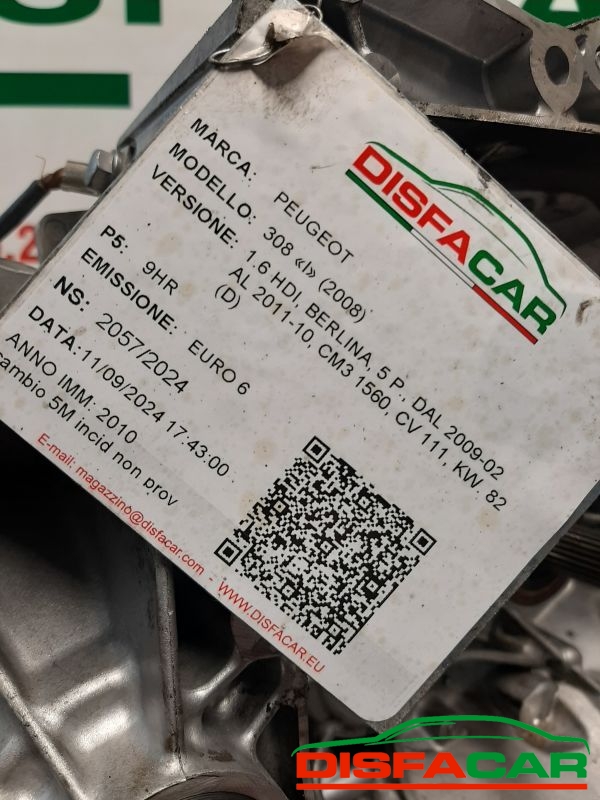 DISFACAR
MARCA: PEUGEOT
MODELLO: 308 «I» (2008)
VERSIONE: 1.6 HDI, BERLINA, 5 P., DAL 2009-02
AL 2011-10, CM3 1560, CV 111, KW. 82
(D)
P5: 9HR
EMISSIONE: EURO 6
NS: 2057/2024
DATA:11/09/2024 17:43:00
ANNO IMM: 2010
cambio 5M incid non prov
E-mail: magazzino@disfacar.com - WWW.DISFACAR.EU
DISFACAR